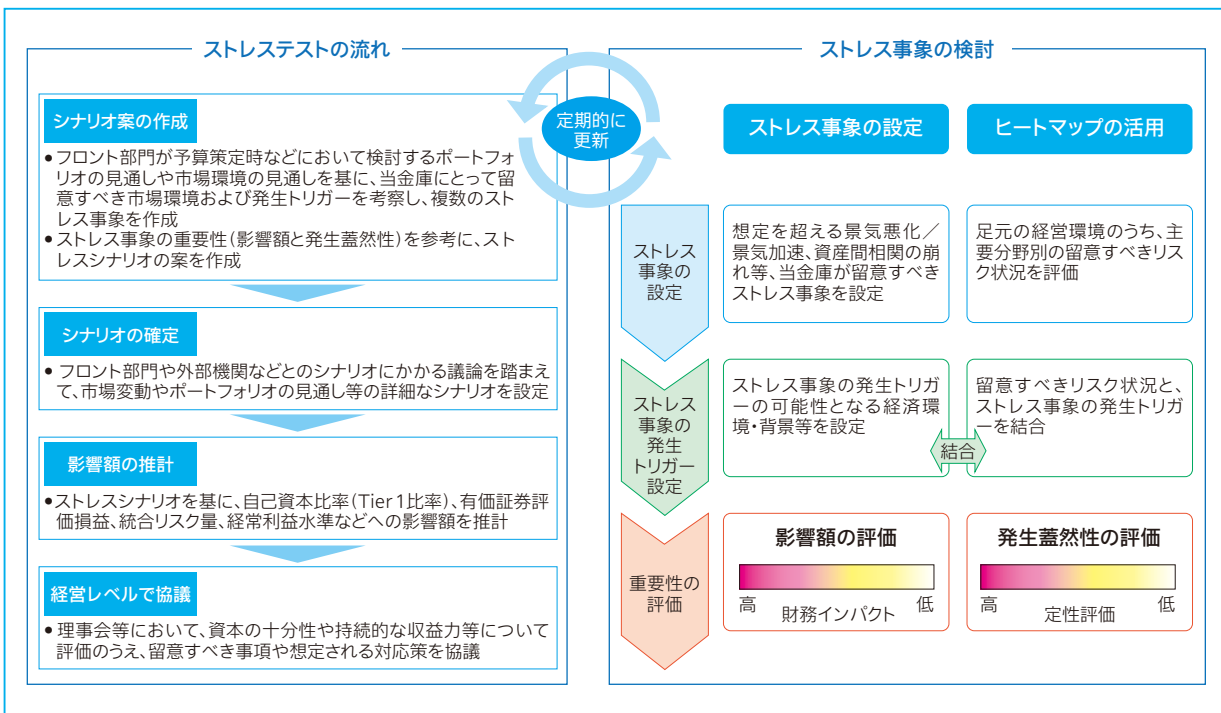 ストレステストの流れ
シナリオ案の作成
●フロント部門が予算策定時などにおいて検討するポートフォ
リオの見通しや市場環境の見通しを基に、当金庫にとって留
意すべき市場環境および発生トリガーを考察し、複数のスト
レス事象を作成
●ストレス事象の重要性(影響額と発生蓋然性)を参考に、スト
レスシナリオの案を作成
シナリオの確定
● フロント部門や外部機関などとのシナリオにかかる議論を踏まえ
て、市場変動やポートフォリオの見通し等の詳細なシナリオを設定
影響額の推計
●ストレスシナリオを基に、自己資本比率(Tier 1比率)、有価証券評
価損益、統合リスク量、経常利益水準などへの影響額を推計
経営レベルで協議
● 理事会等において、資本の十分性や持続的な収益力等について
評価のうえ、留意すべき事項や想定される対応策を協議
定期的に
更新
ストレス事象の検討
ストレス事象の設定
ヒートマップの活用
ストレス
事象の
設定
想定を超える景気悪化／
景気加速、資産間相関の崩
れ等、当金庫が留意すべき
ストレス事象を設定
足元の経営環境のうち、主
要分野別の留意すべきリス
ク状況を評価
ストレス
事象の
発生
トリガー
設定
ストレス事象の発生トリガ
ーの可能性となる経済環
境・背景等を設定
結合
留意すべきリスク状況と、
ストレス事象の発生トリガ
ーを結合
重要性の
評価
影響額の評価
高
低
財務インパクト
発生蓋然性の評価
高
低
定性評価